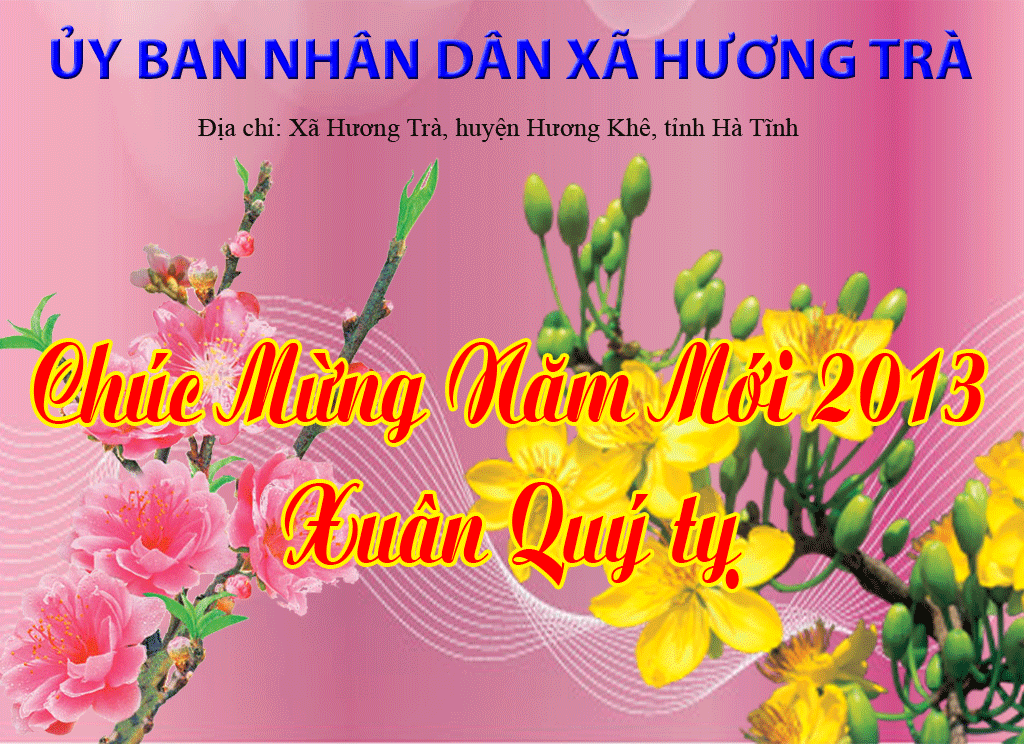 ỦY BAN NHÂN DÂN XÃ HƯƠNG TRÀ
Địa chỉ: Xã Hương Trà, huyện Hương Khê, tỉnh Hà Tĩnh
Chúc Mừng Năm Mới 2013
Xuân Quý tỵ